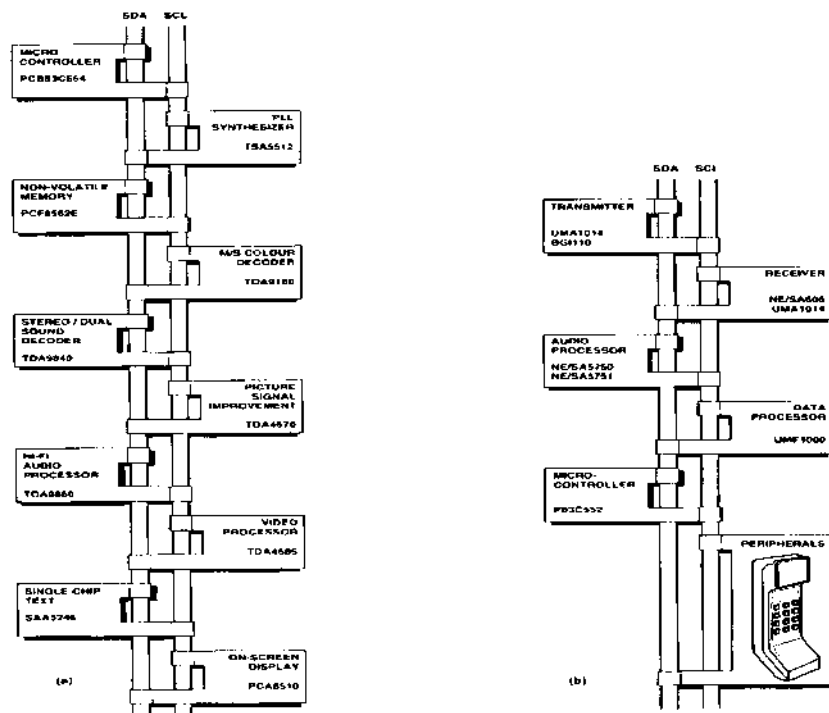 SDA SCL
MICRO
CONTROLLER
PCB83CE54
PLL
SYNTHESIZER
TSA5512
NON-VOLATILE
MEMORY
PCF8582E
M/S COLOUR
DECODER
TDA9160
STEREO / DUAL
SOUND
DECODER
TDA9840
PICTURE
SIGNAL
IMPROVEMENT
TDA4670
HI-FI
AUDIO
PROCESSOR
TDA9860
VIDEO
PROCESSOR
TDA4685
SINGLE-CHIP
TEXT
SAA5246
ON-SCREEN
DISPLAY
PCA8510
(a)
SDA SCL
TRANSMITTER
UMA1014
RECEIVER
NE/SA606
UMA1014
AUDIO
PROCESSOR
NE/SA5750
NE/SA5751
DATA
PROCESSOR
UMF1000
MICRO-
CONTROLLER
PERIPHERALS
(b)